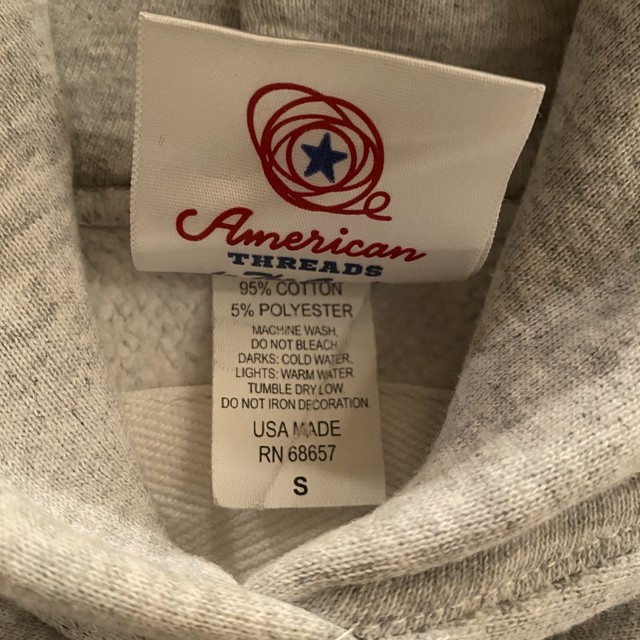 American
THREADS
95% COTTON
5% POLYESTER
MACHINE WASH,
DO NOT BLEACH.
DARKS: COLD WATER.
LIGHTS: WARM WATER.
TUMBLE DRY LOW.
DO NOT IRON DECORATION.
USA MADE
RN 68657
S